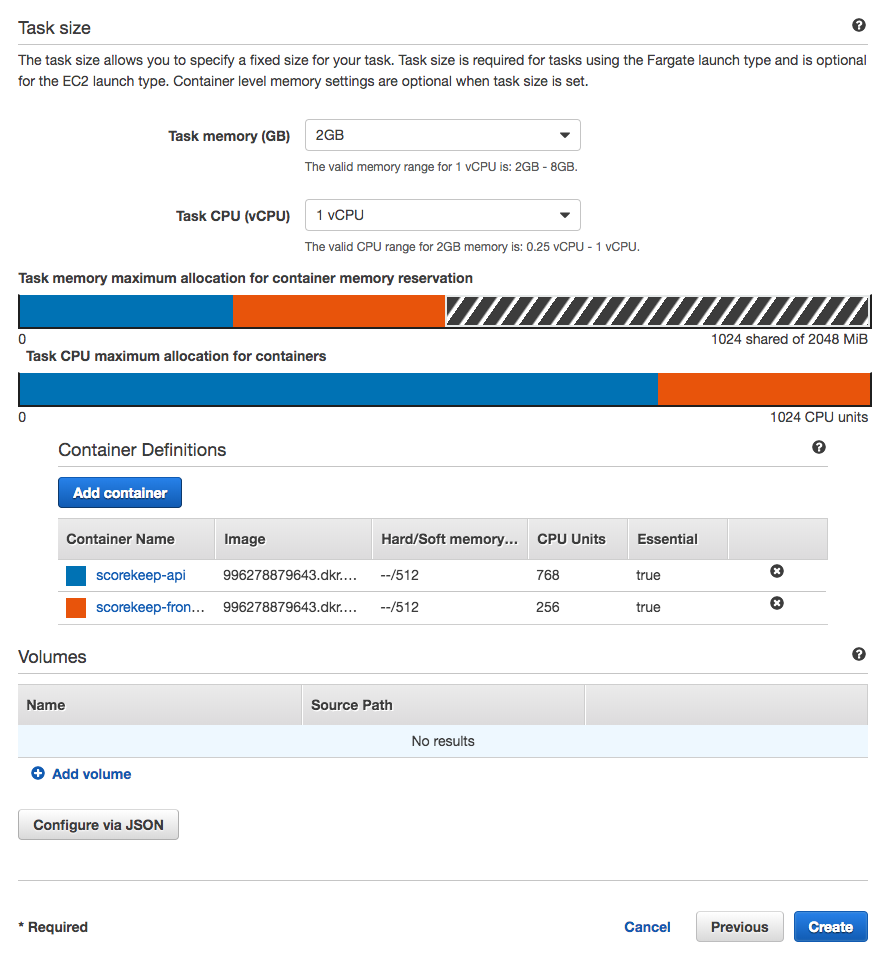 Task size
The task size allows you to specify a fixed size for your task. Task size is required for tasks using the Fargate launch type and is optional
for the EC2 launch type. Container level memory settings are optional when task size is set.
Task memory (GB)
2GB
The valid memory range for 1 vCPU is: 2GB - 8GB.
Task CPU (vCPU)
1 vCPU
The valid CPU range for 2GB memory is: 0.25 vCPU - 1 vCPU.
Task memory maximum allocation for container memory reservation
0 1024 shared of 2048 MiB
Task CPU maximum allocation for containers
0 1024 CPU units
Container Definitions
Add container
Container Name Image Hard/Soft memory... CPU Units Essential
scorekeep-api 996278879643.dkr.... --/512 768 true
scorekeep-fron... 996278879643.dkr.... --/512 256 true
Volumes
Name Source Path
No results
Add volume
Configure via JSON
* Required Cancel Previous Create